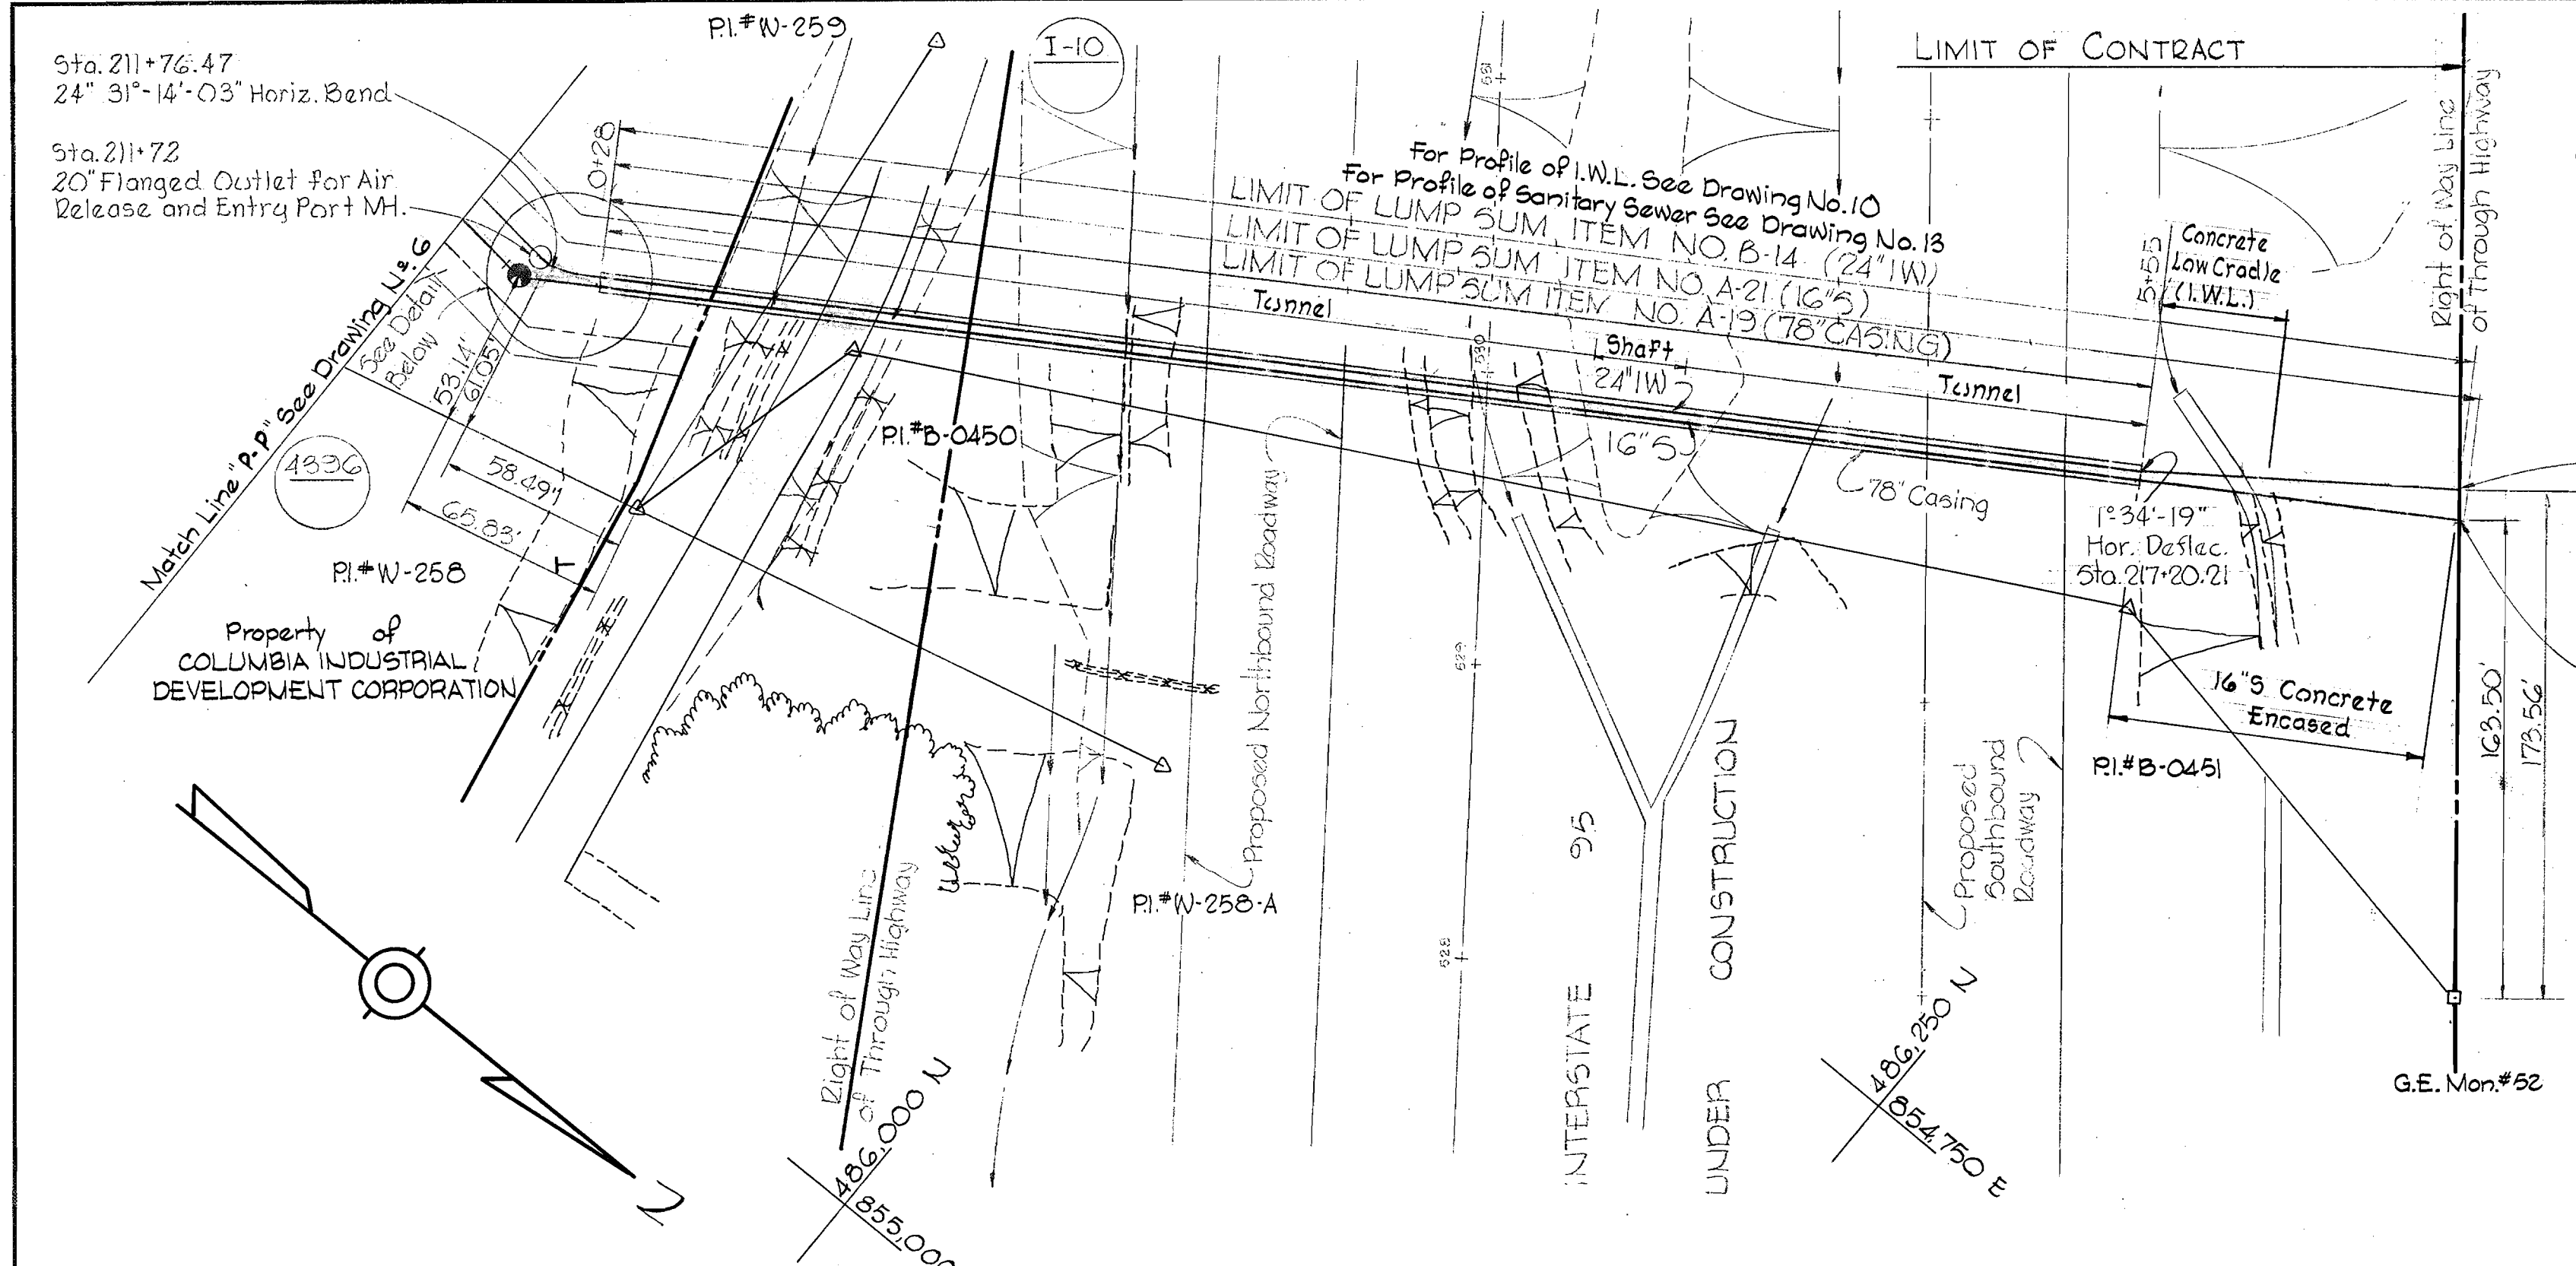 Sta. 211+76.47
24" 31°-14'-03" Horiz. Bend
Sta. 211+72
20" Flanged Outlet for Air
Release and Entry Port MH.
P.I.#W-259
I-10
LIMIT OF CONTRACT
Right of Way Line
of Through Highway
0+28
For Profile of I.W.L. See Drawing No. 10
For Profile of Sanitary Sewer See Drawing No. 13
LIMIT OF LUMP SUM ITEM NO. B-14 (24" IW)
LIMIT OF LUMP SUM ITEM NO. A-21 (16"S)
LIMIT OF LUMP SUM ITEM NO. A-19 (78" CASING)
Tunnel
Shaft
24" IW
Tunnel
5+55
Concrete
Low Cradle
(I.W.L.)
531
530
529
528
Match Line "P-P" See Drawing No. 6
See Detail
Below
53.14'
61.05'
4396
58.49'
65.83'
P.I.#W-258
P.I.#B-0450
16"S
78" Casing
1°34'-19"
Hor. Deflec.
Sta. 217+20.21
Property of
COLUMBIA INDUSTRIAL
DEVELOPMENT CORPORATION
Proposed Northbound Roadway
16"S Concrete
Encased
163.50'
173.56'
P.I.#B-0451
P.I.#W-258-A
Proposed
Southbound
Roadway
INTERSTATE 95
UNDER CONSTRUCTION
Right of Way Line
of Through Highway
486,000 N
855,000
486,250 N
854,750 E
G.E. Mon.#52
N